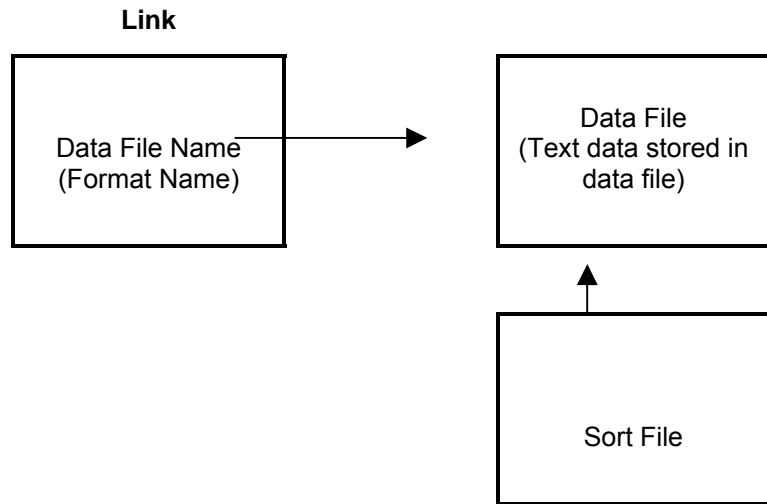 Link
Data File Name
(Format Name)
Data File
(Text data stored in
data file)
Sort File